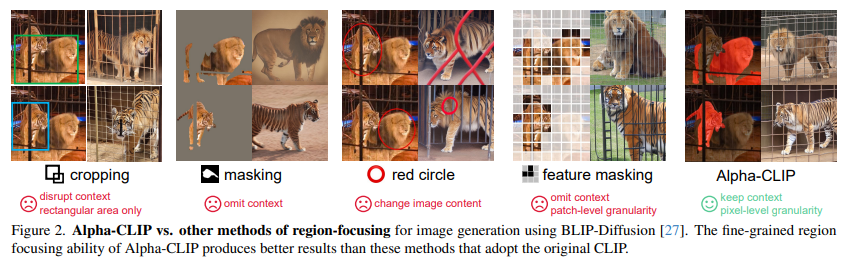 cropping
disrupt context
rectangular area only
masking
omit context
red circle
change image content
feature masking
omit context
patch-level granularity
Alpha-CLIP
keep context
pixel-level granularity
Figure 2. Alpha-CLIP vs. other methods of region-focusing for image generation using BLIP-Diffusion [27]. The fine-grained region
focusing ability of Alpha-CLIP produces better results than these methods that adopt the original CLIP.